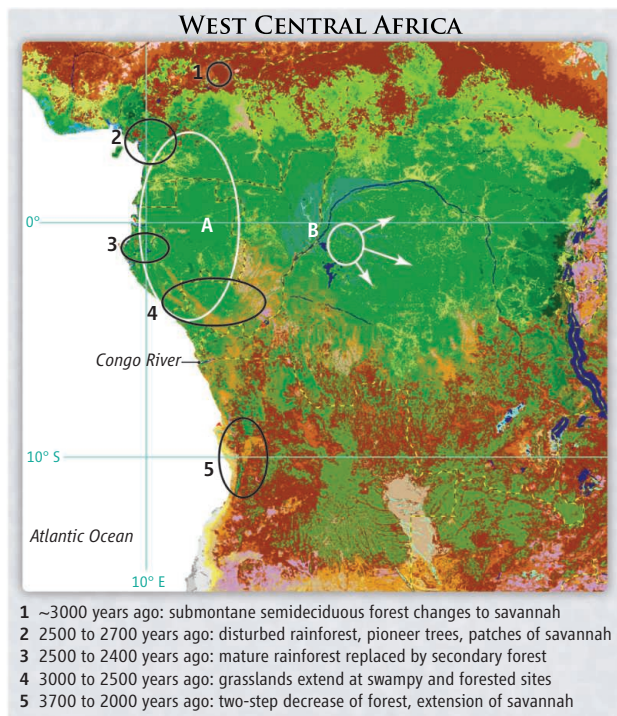 WEST CENTRAL AFRICA
1
2
0°
A
B
3
4
Congo River
10° S
5
Atlantic Ocean
10° E
1 ~3000 years ago: submontane semideciduous forest changes to savannah
2 2500 to 2700 years ago: disturbed rainforest, pioneer trees, patches of savannah
3 2500 to 2400 years ago: mature rainforest replaced by secondary forest
4 3000 to 2500 years ago: grasslands extend at swampy and forested sites
5 3700 to 2000 years ago: two-step decrease of forest, extension of savannah